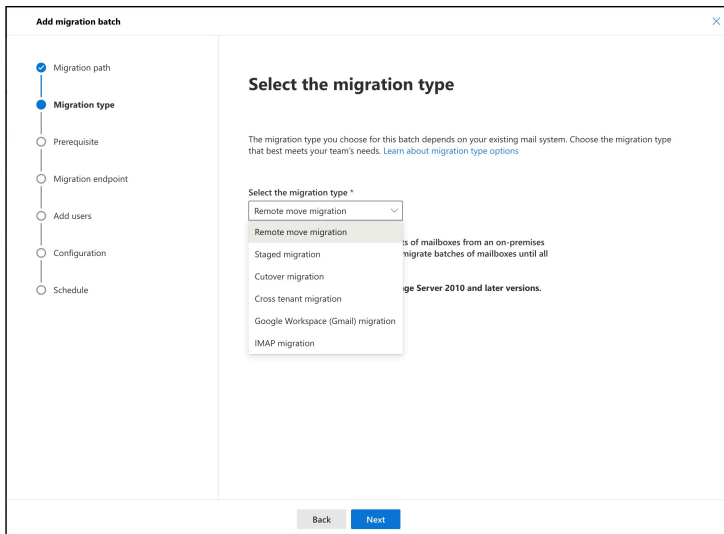 Add migration batch
Migration path
Migration type
Prerequisite
Migration endpoint
Add users
Configuration
Schedule
Select the migration type
The migration type you choose for this batch depends on your existing mail system. Choose the migration type
that best meets your team's needs. Learn about migration type options
Select the migration type *
Remote move migration
Remote move migration
ts of mailboxes from an on-premises
Staged migration
migrate batches of mailboxes until all
Cutover migration
Cross tenant migration
ge Server 2010 and later versions.
Google Workspace (Gmail) migration
IMAP migration
Back
Next